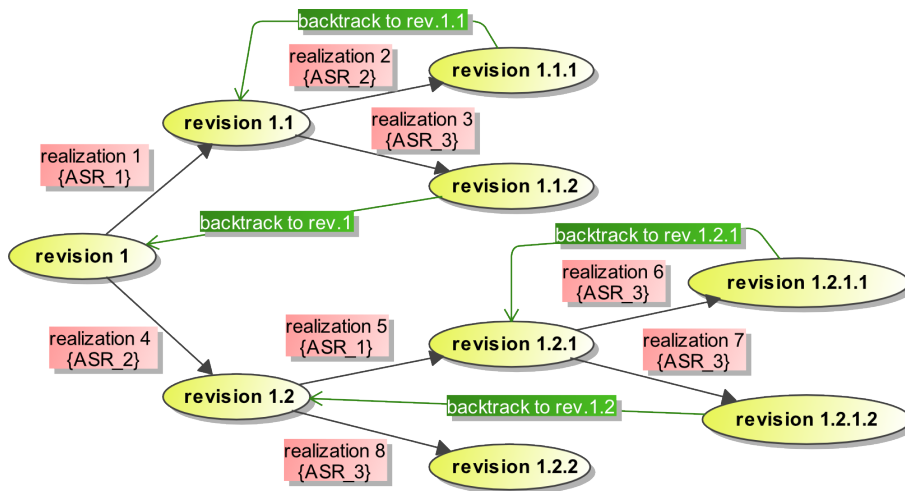 backtrack to rev.1.1
realization 2
{ASR_2}
revision 1.1.1
revision 1.1
realization 3
{ASR_3}
realization 1
{ASR_1}
revision 1.1.2
backtrack to rev.1
revision 1
backtrack to rev.1.2.1
realization 6
{ASR_3}
revision 1.2.1.1
realization 4
{ASR_2}
realization 5
{ASR_1}
revision 1.2.1
realization 7
{ASR_3}
revision 1.2
backtrack to rev.1.2
revision 1.2.1.2
realization 8
{ASR_3}
revision 1.2.2